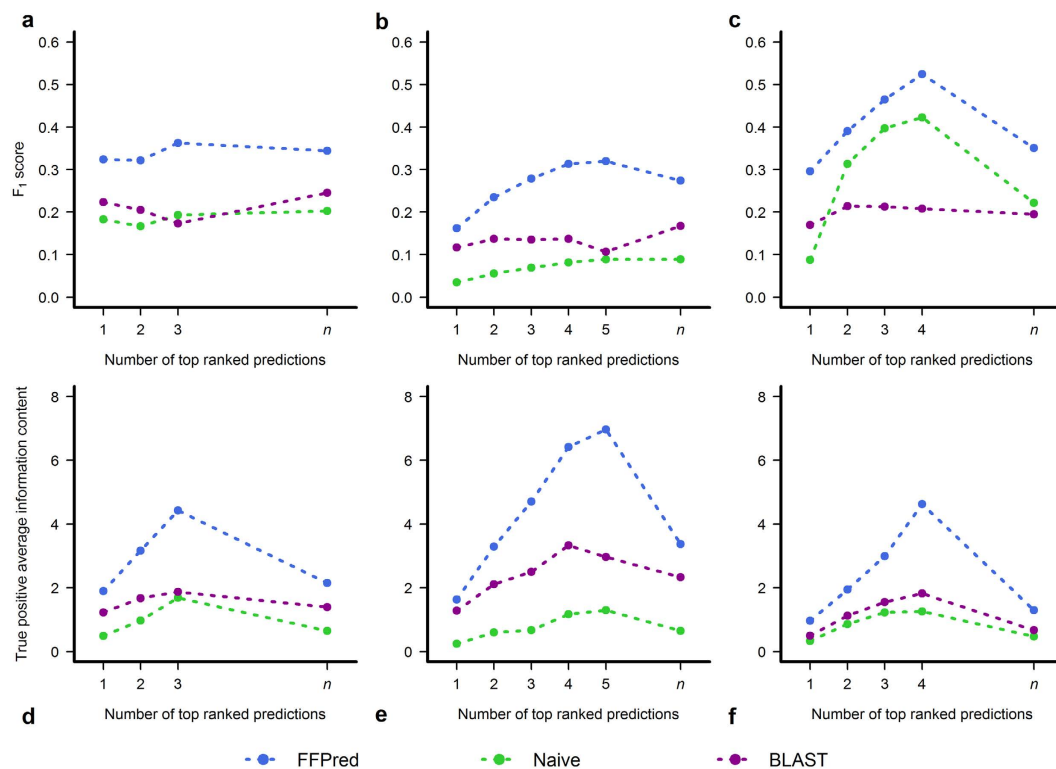 a
b
c
0.6
0.5
0.4
0.3
0.2
0.1
0.0
F1 score
1 2 3 n
Number of top ranked predictions
0.6
0.5
0.4
0.3
0.2
0.1
0.0
1 2 3 4 5 n
Number of top ranked predictions
0.6
0.5
0.4
0.3
0.2
0.1
0.0
1 2 3 4 n
Number of top ranked predictions
8
6
4
2
0
True positive average information content
1 2 3 n
d Number of top ranked predictions
8
6
4
2
0
1 2 3 4 5 n
e Number of top ranked predictions
8
6
4
2
0
1 2 3 4 n
f Number of top ranked predictions
FFPred Naive BLAST